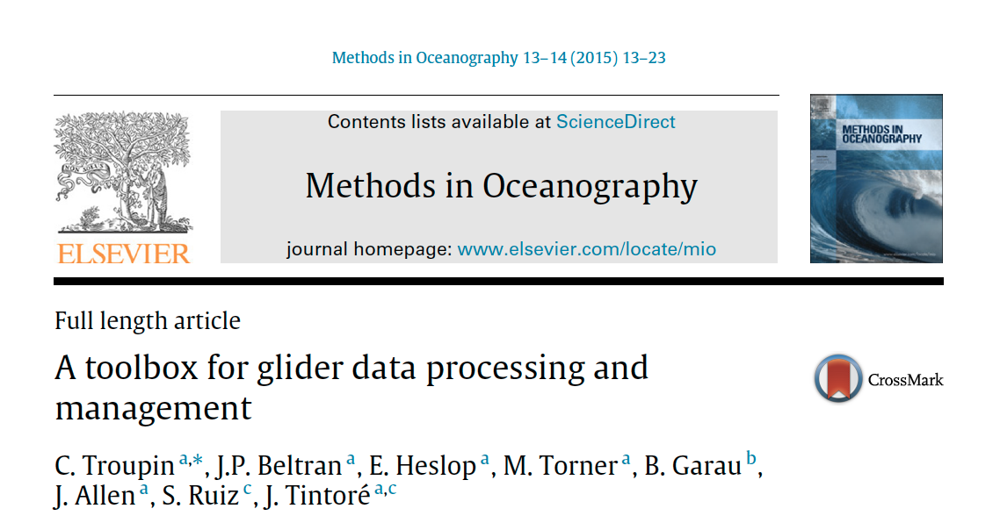 Methods in Oceanography 13–14 (2015) 13–23
Contents lists available at ScienceDirect
Methods in Oceanography
journal homepage: www.elsevier.com/locate/mio
NON SOLUS
ELSEVIER
METHODS IN
OCEANOGRAPHY
Full length article
A toolbox for glider data processing and
management
CrossMark
C. Troupin a,*, J.P. Beltran a, E. Heslop a, M. Torner a, B. Garau b,
J. Allen a, S. Ruiz c, J. Tintoré a,c